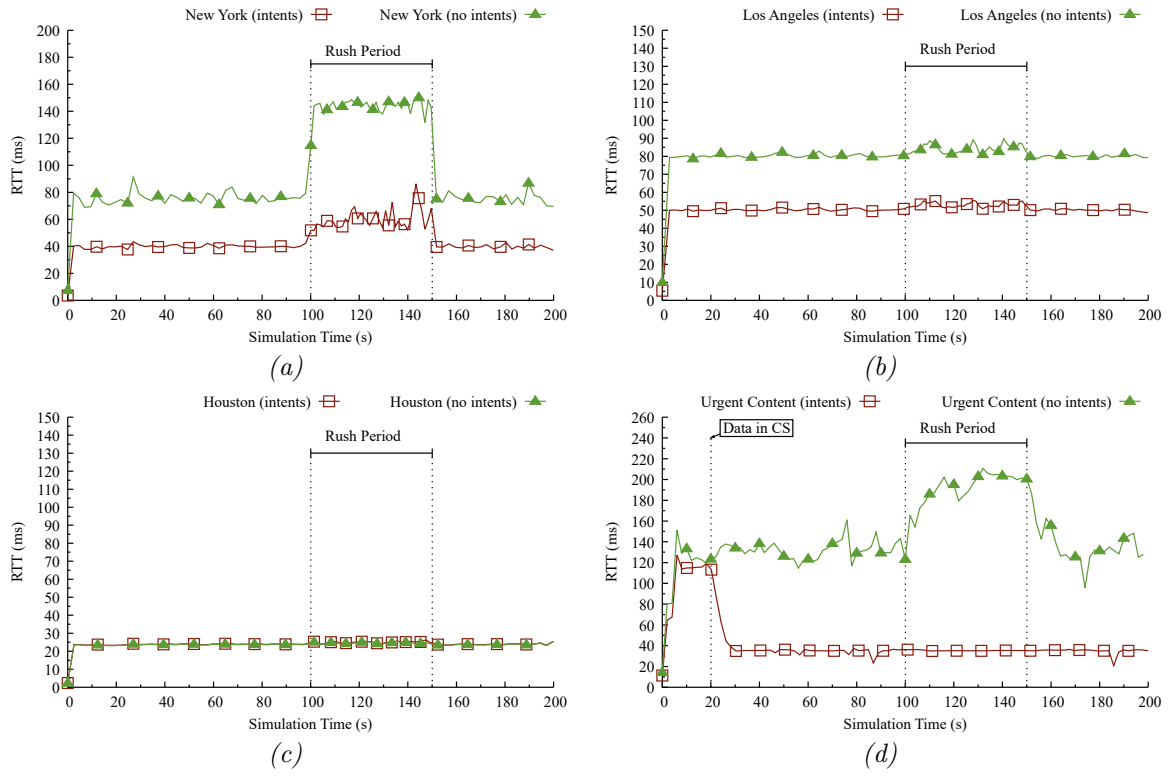 New York (intents) New York (no intents)
Rush Period
RTT (ms)
0
20
40
60
80
100
120
140
160
180
200
0 20 40 60 80 100 120 140 160 180 200
Simulation Time (s)
(a)
Los Angeles (intents) Los Angeles (no intents)
Rush Period
RTT (ms)
0
10
20
30
40
50
60
70
80
90
100
110
120
130
140
150
0 20 40 60 80 100 120 140 160 180 200
Simulation Time (s)
(b)
Houston (intents) Houston (no intents)
Rush Period
RTT (ms)
0
10
20
30
40
50
60
70
80
90
100
110
120
130
140
150
0 20 40 60 80 100 120 140 160 180 200
Simulation Time (s)
(c)
Urgent Content (intents) Urgent Content (no intents)
Data in CS
Rush Period
RTT (ms)
0
20
40
60
80
100
120
140
160
180
200
220
240
260
0 20 40 60 80 100 120 140 160 180 200
Simulation Time (s)
(d)